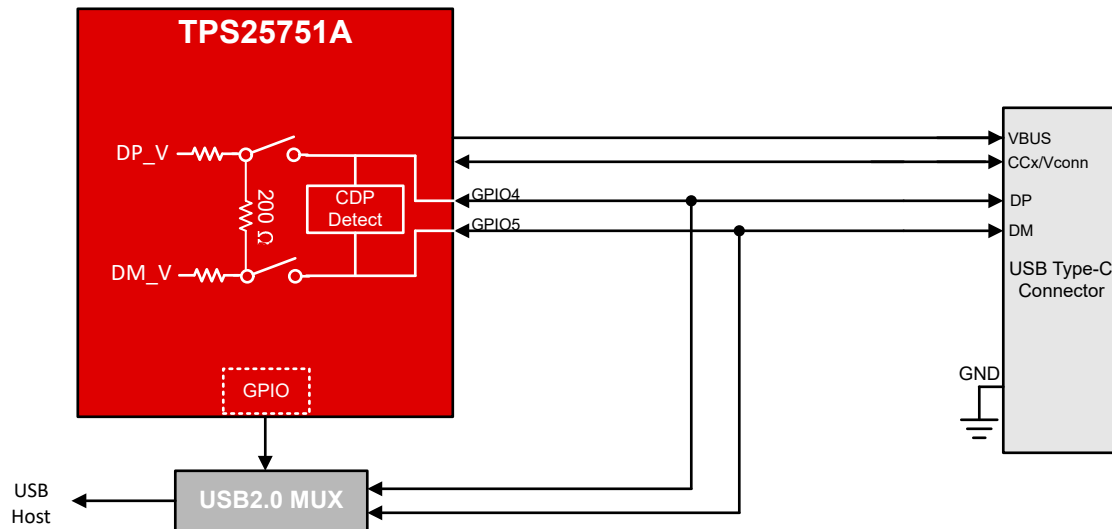 TPS25751A
DP_V
200 Ω
CDP
Detect
DM_V
GPIO4
GPIO5
GPIO
VBUS
CCx/Vconn
DP
DM
USB Type-C
Connector
GND
USB
Host
USB2.0 MUX